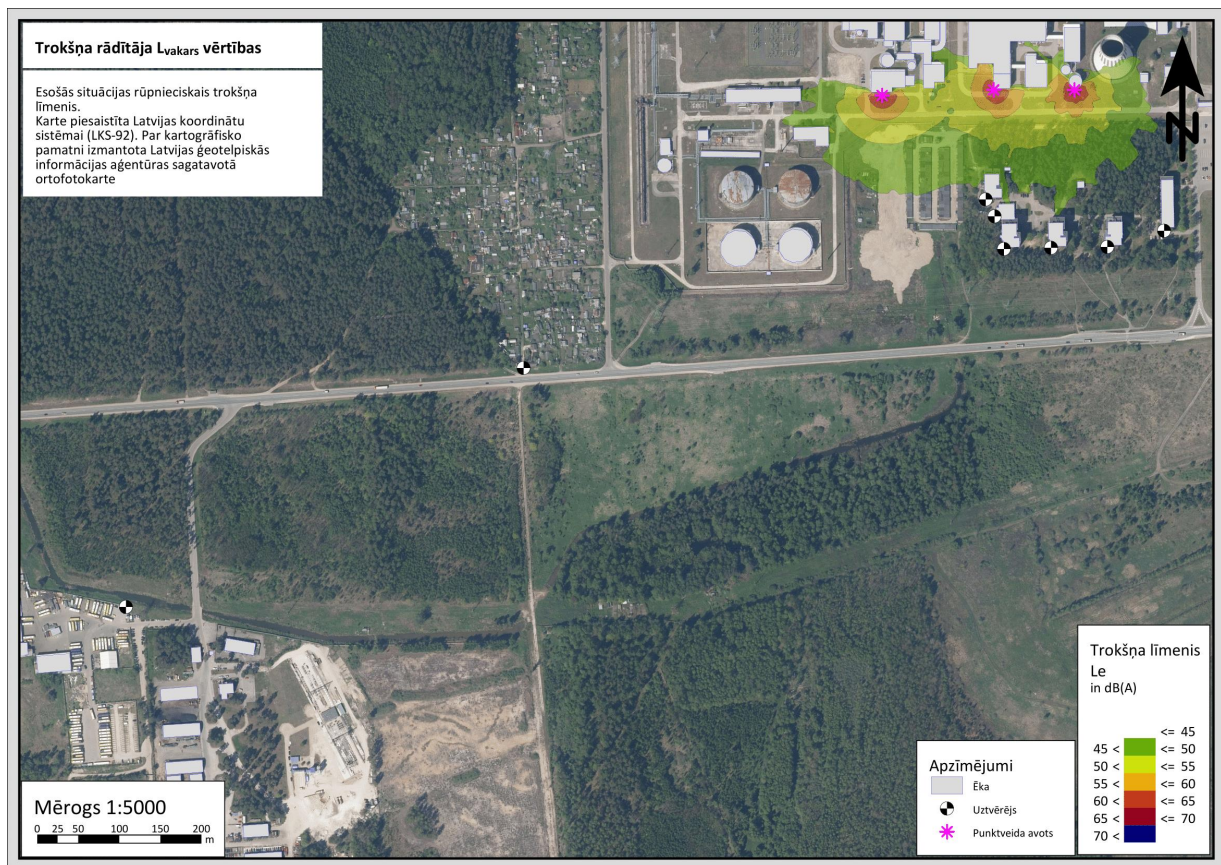 Trokšņa rādītāja Lvakars vērtības
Esošās situācijas rūpnieciskais trokšņa
līmenis.
Karte piesaistīta Latvijas koordinātu
sistēmai (LKS-92). Par kartogrāfisko
pamatni izmantota Latvijas ģeotelpiskās
informācijas aģentūras sagatavotā
ortofotokarte
N
Mērogs 1:5000
0 25 50 100 150 200
m
Apzīmējumi
Ēka
Uztvērējs
Punktveida avots
Trokšņa līmenis
Le
in dB(A)
<= 45
45 < <= 50
50 < <= 55
55 < <= 60
60 < <= 65
65 < <= 70
70 <